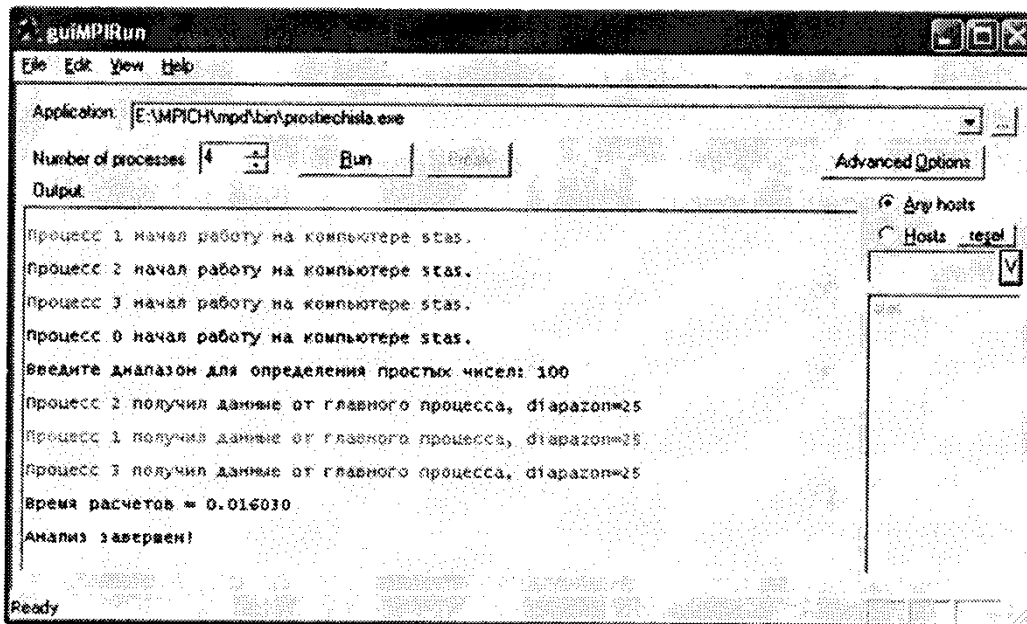 guiMPIRun
File Edit View Help
Application: E:\MPICH\mpd\bin\prostiechisla.exe ...
Number of processes 4 Run Break Advanced Options
Output
Any hosts
Hosts reset
Процесс 1 начал работу на компьютере stas.
Процесс 2 начал работу на компьютере stas.
Процесс 3 начал работу на компьютере stas.
Процесс 0 начал работу на компьютере stas.
Введите диапазон для определения простых чисел: 100
Процесс 2 получил данные от главного процесса, diapazon=25
Процесс 1 получил данные от главного процесса, diapazon=25
Процесс 3 получил данные от главного процесса, diapazon=25
Время расчетов = 0.016030
Анализ завершен!
Ready